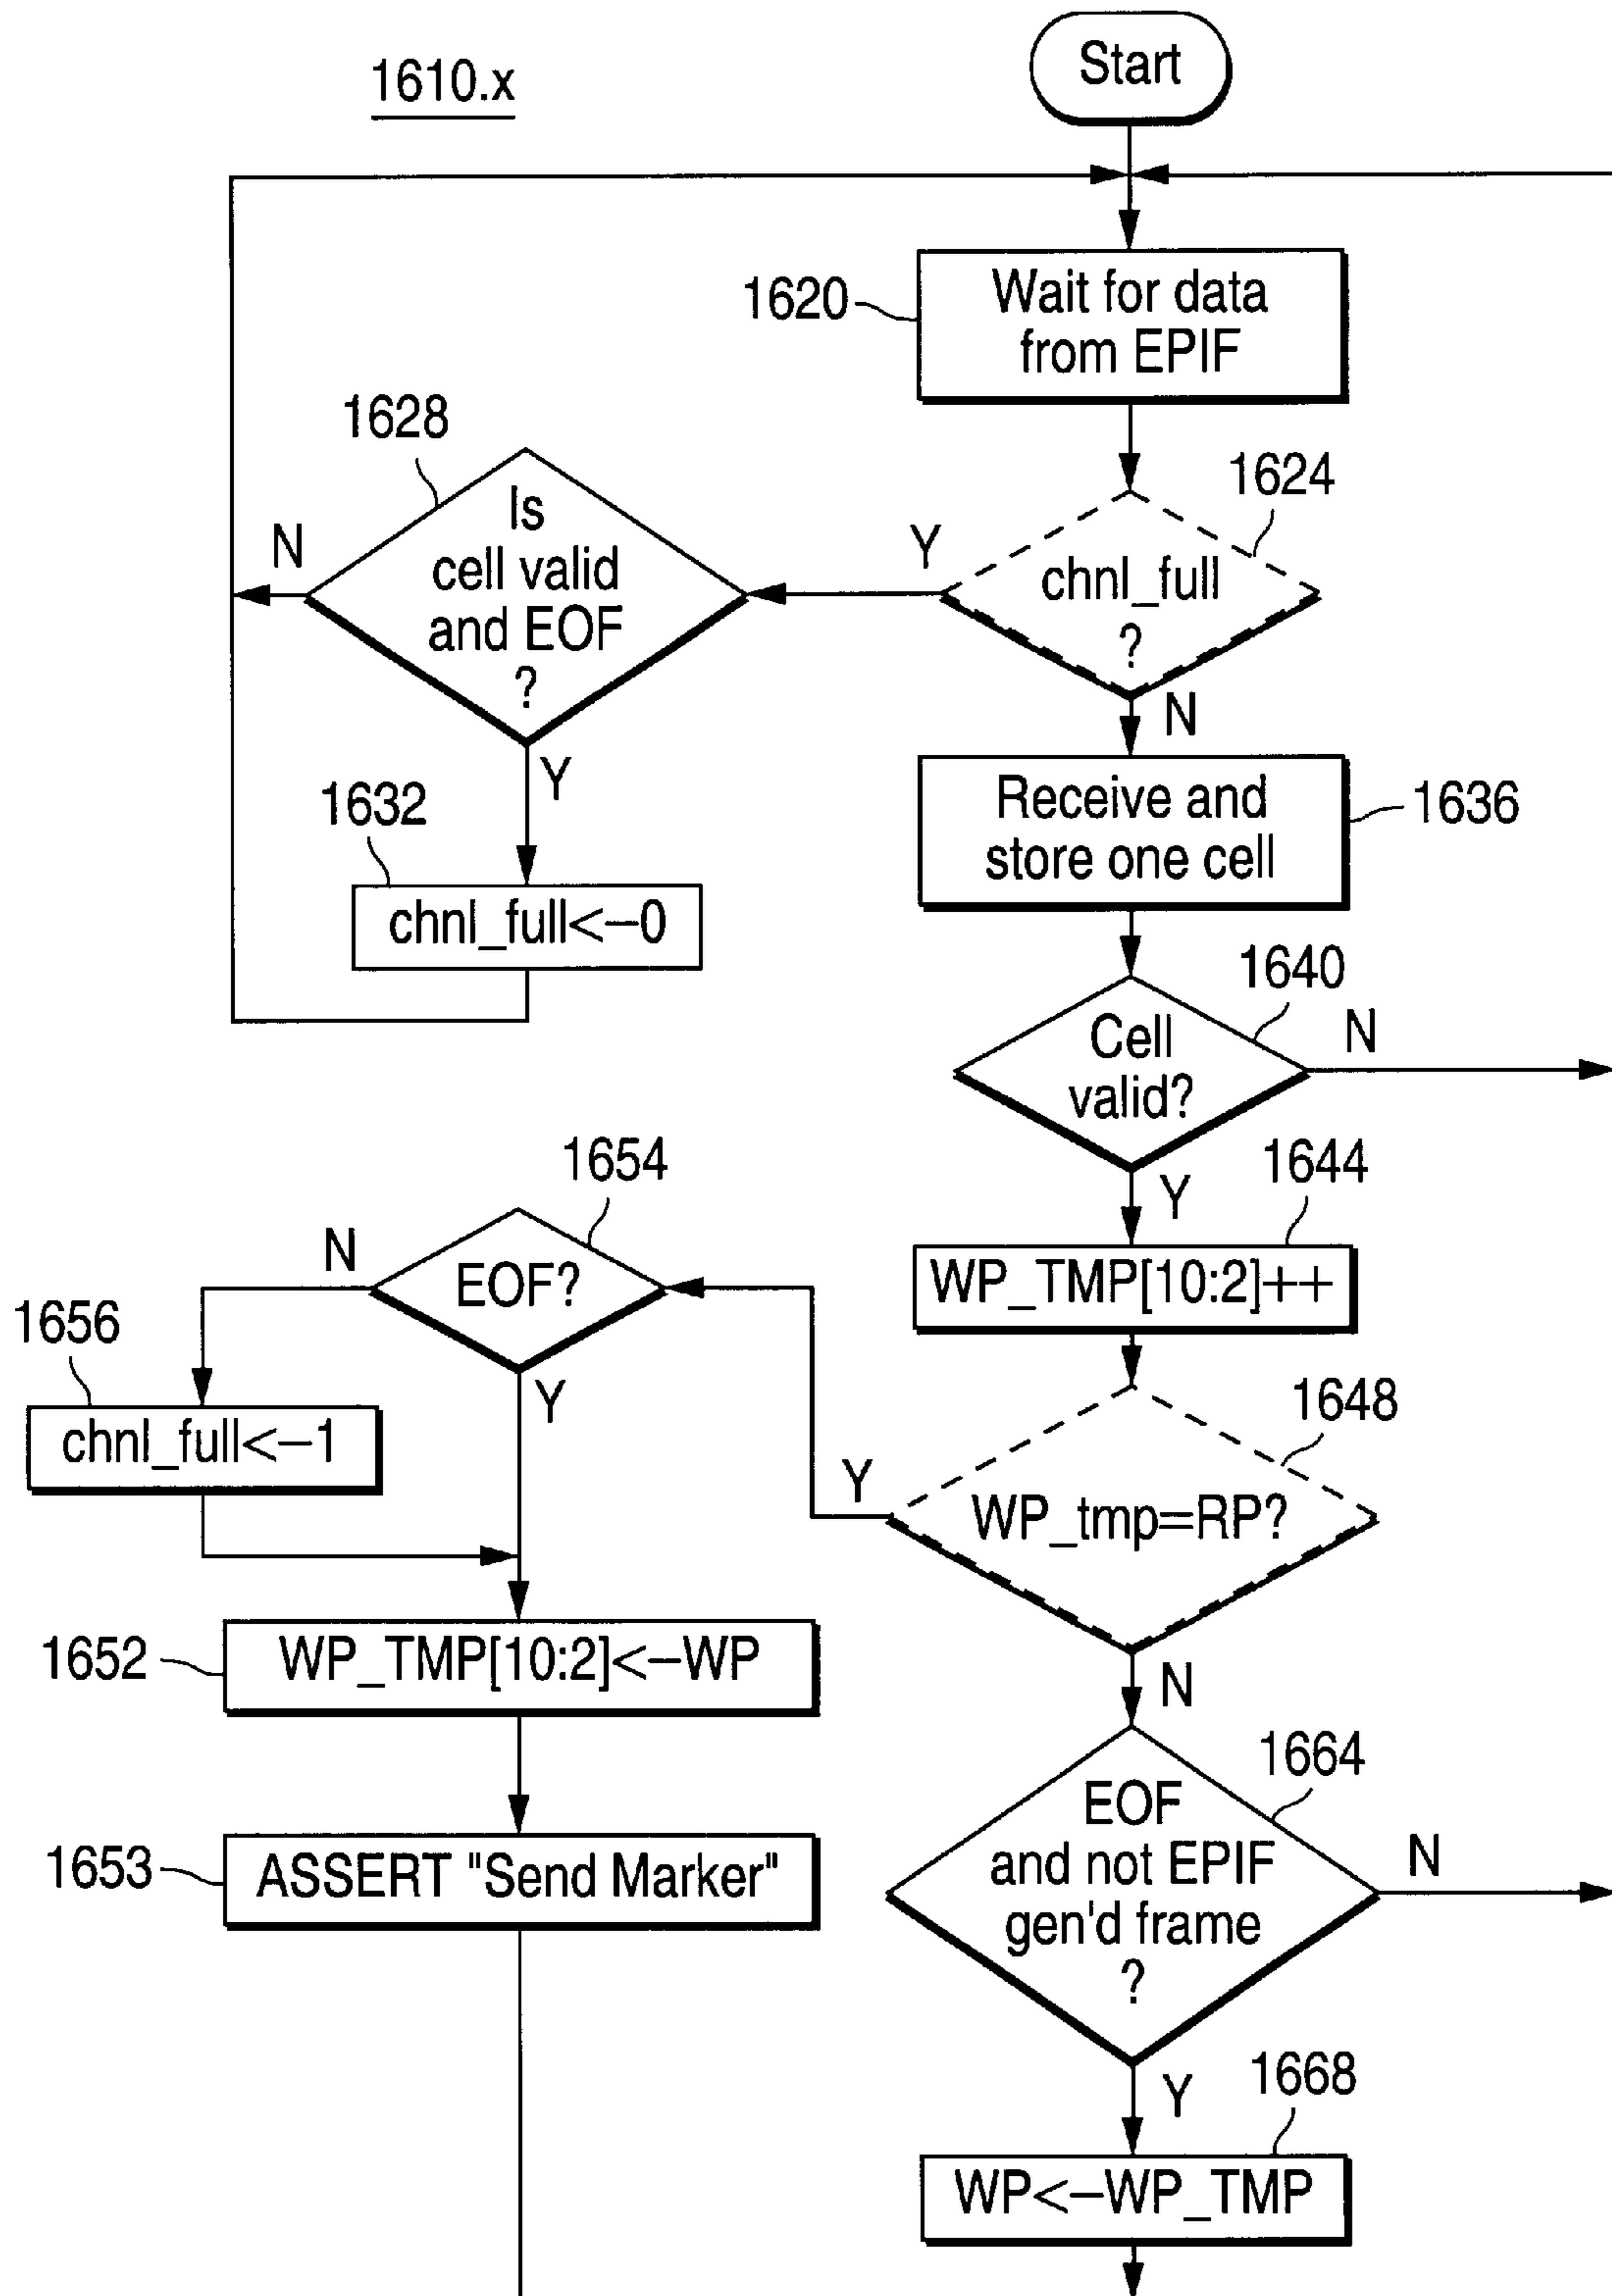 1610.x
Start
1620
Wait for data
from EPIF
1628
Is
cell valid
and EOF
?
N
Y
1624
chnl_full
?
Y
N
1632
chnl_full<–0
Receive and
store one cell
1636
1640
Cell
valid?
N
Y
1644
WP_TMP[10:2]++
1654
EOF?
N
Y
1656
chnl_full<–1
1648
WP_tmp=RP?
Y
N
1652
WP_TMP[10:2]<–WP
1653
ASSERT "Send Marker"
1664
EOF
and not EPIF
gen'd frame
?
N
Y
1668
WP<–WP_TMP